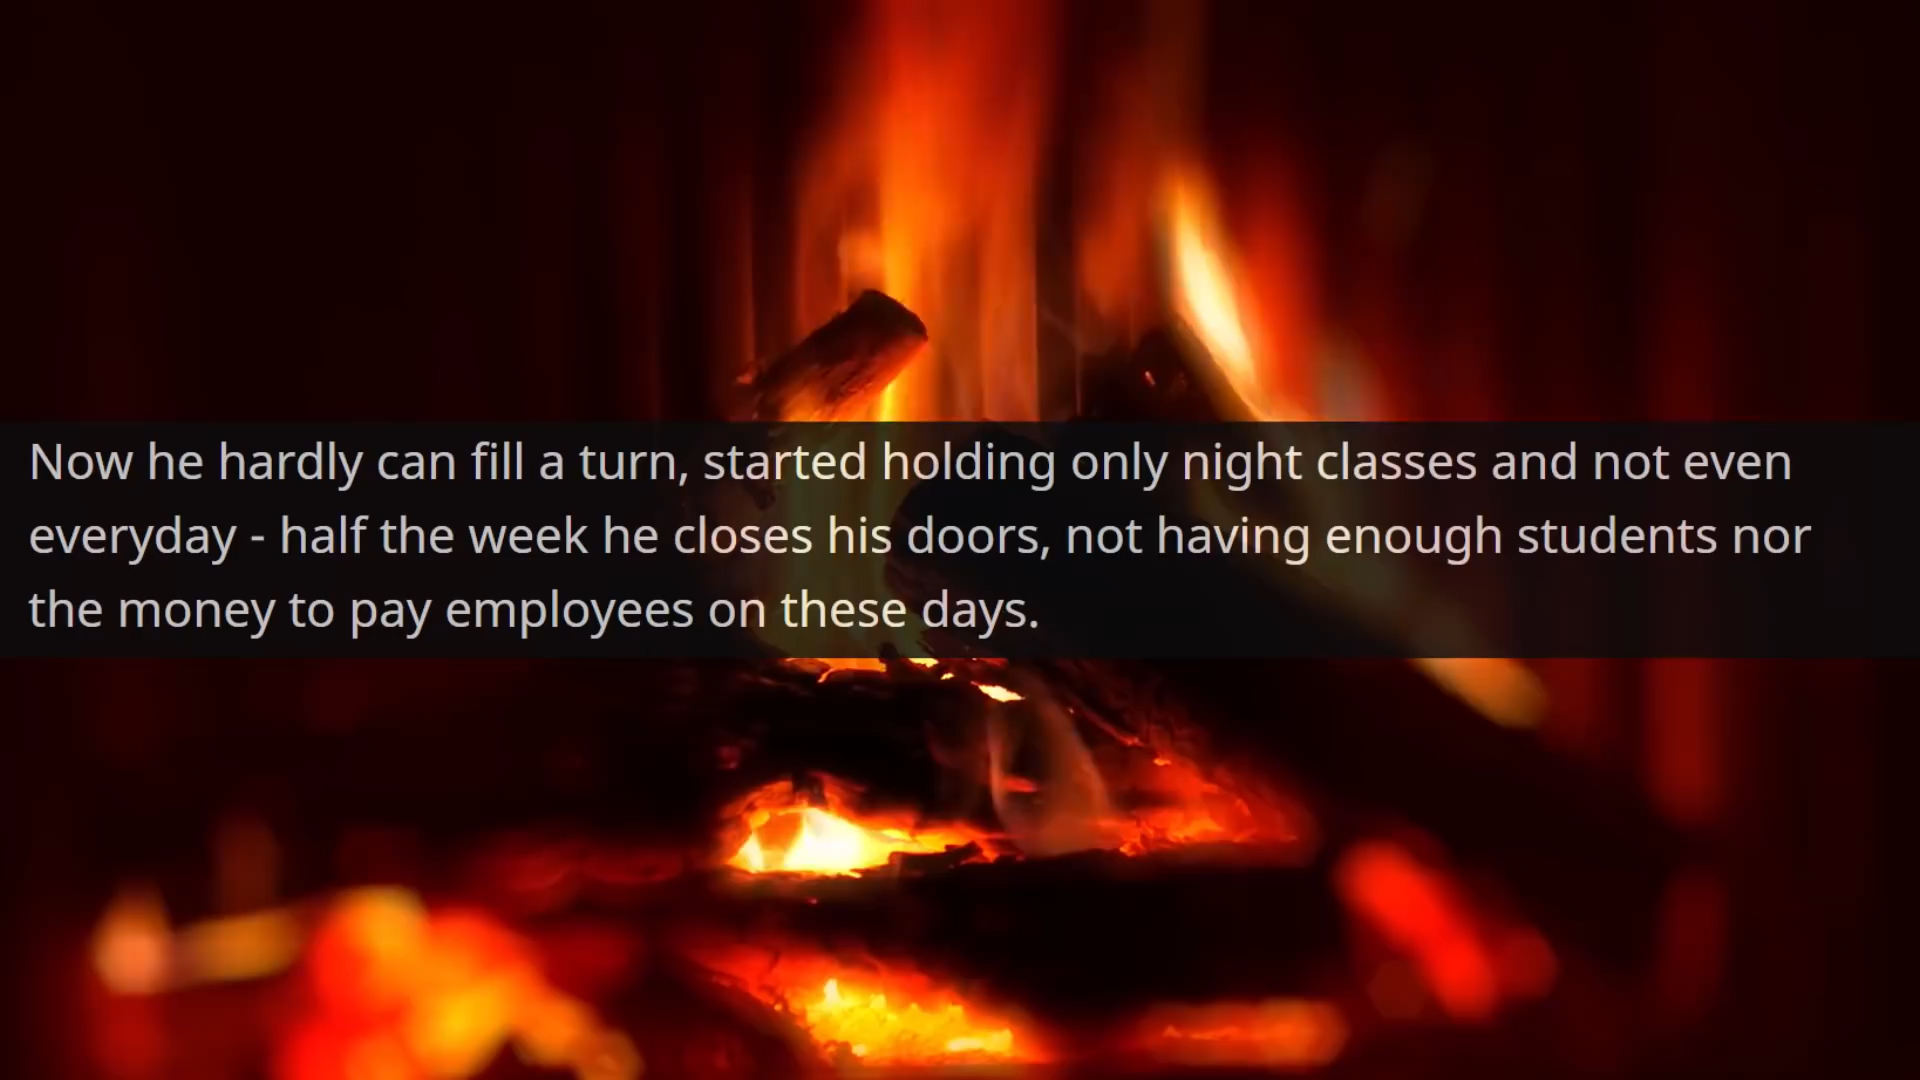 Now he hardly can fill a turn, started holding only night classes and not even
everyday - half the week he closes his doors, not having enough students nor
the money to pay employees on these days.